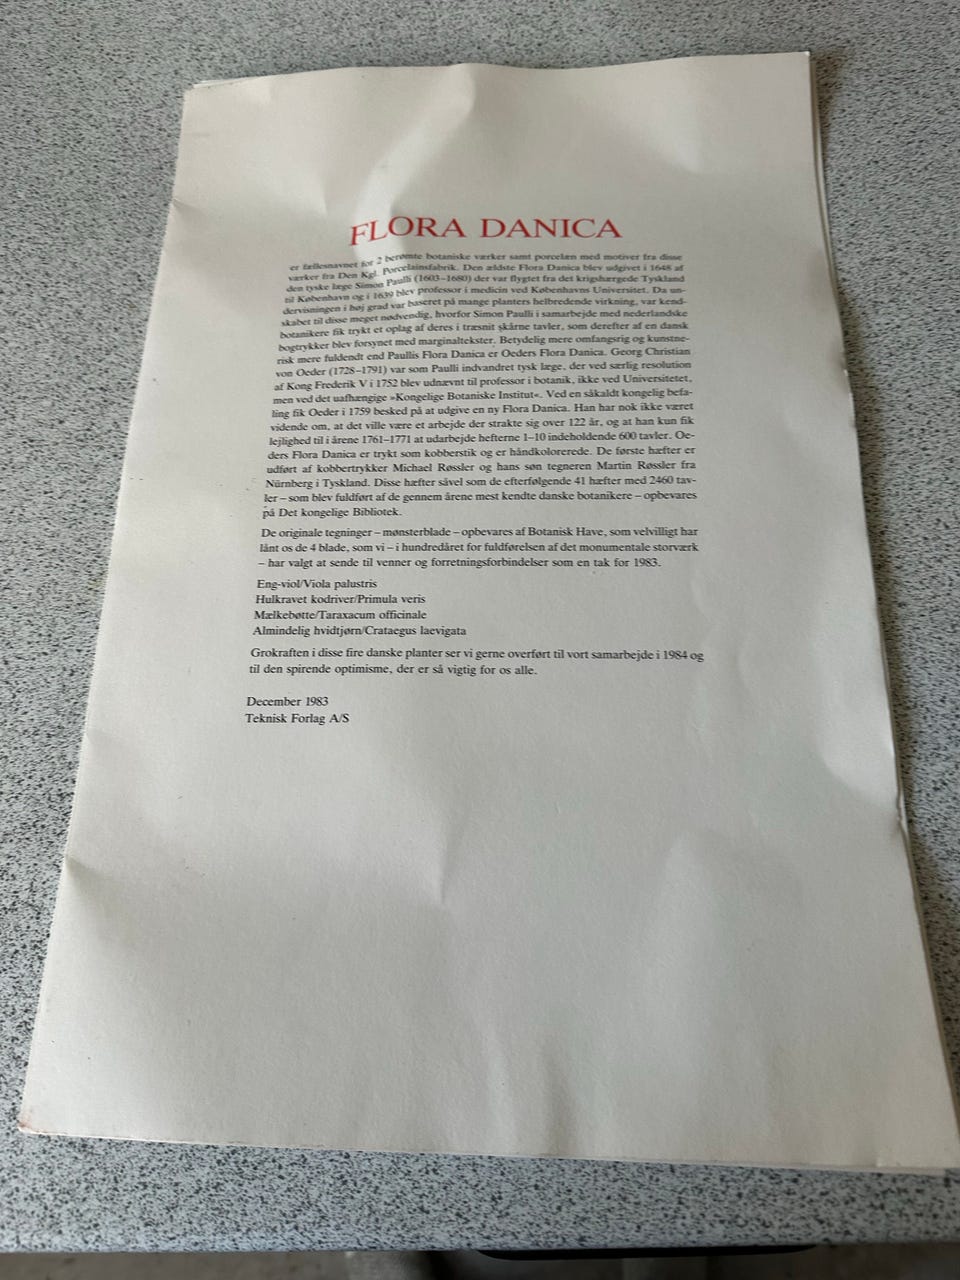 FLORA DANICA
er fællesnavnet for 2 berømte botaniske værker samt porcelæn med motiver fra disse
værker fra Den Kgl. Porcelainsfabrik. Den ældste Flora Danica blev udgivet i 1648 af
den tyske læge Simon Paulli (1603–1680) der var flygtet fra det krigshærgede Tyskland
til København og i 1639 blev professor i medicin ved Københavns Universitet. Da un-
dervisningen i høj grad var baseret på mange planters helbredende virkning, var kend-
skabet til disse meget nødvendig, hvorfor Simon Paulli i samarbejde med nederlandske
botanikere fik trykt et oplag af deres i træsnit skårne tavler, som derefter af en dansk
bogtrykker blev forsynet med marginaltekster. Betydelig mere omfangsrig og kunstne-
risk mere fuldendt end Paullis Flora Danica er Oeders Flora Danica. Georg Christian
von Oeder (1728–1791) var som Paulli indvandret tysk læge, der ved særlig resolution
af Kong Frederik V i 1752 blev udnævnt til professor i botanik, ikke ved Universitetet,
men ved det uafhængige »Kongelige Botaniske Institut«. Ved en såkaldt kongelig befa-
ling fik Oeder i 1759 besked på at udgive en ny Flora Danica. Han har nok ikke været
vidende om, at det ville være et arbejde der strakte sig over 122 år, og at han kun fik
lejlighed til i årene 1761–1771 at udarbejde hefterne 1–10 indeholdende 600 tavler. Oe-
ders Flora Danica er trykt som kobberstik og er håndkolorerede. De første hæfter er
udført af kobbertrykker Michael Røssler og hans søn tegneren Martin Røssler fra
Nürnberg i Tyskland. Disse hæfter såvel som de efterfølgende 41 hæfter med 2460 tav-
ler – som blev fuldført af de gennem årene mest kendte danske botanikere – opbevares
på Det kongelige Bibliotek.
De originale tegninger – mønsterblade – opbevares af Botanisk Have, som velvilligt har
lånt os de 4 blade, som vi – i hundredåret for fuldførelsen af det monumentale storværk
– har valgt at sende til venner og forretningsforbindelser som en tak for 1983.
Eng-viol/Viola palustris
Hulkravet kodriver/Primula veris
Mælkebøtte/Taraxacum officinale
Almindelig hvidtjørn/Crataegus laevigata
Grokraften i disse fire danske planter ser vi gerne overført til vort samarbejde i 1984 og
til den spirende optimisme, der er så vigtig for os alle.
December 1983
Teknisk Forlag A/S